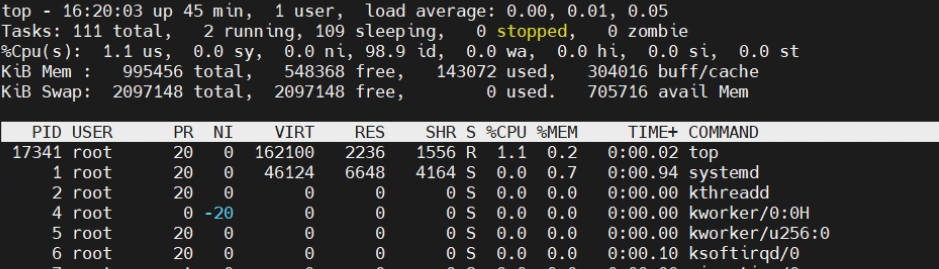 top - 16:20:03 up 45 min,  1 user,  load average: 0.00, 0.01, 0.05
Tasks: 111 total,   2 running, 109 sleeping,   0 stopped,   0 zombie
%Cpu(s):  1.1 us,  0.0 sy,  0.0 ni, 98.9 id,  0.0 wa,  0.0 hi,  0.0 si,  0.0 st
KiB Mem :   995456 total,   548368 free,   143072 used,   304016 buff/cache
KiB Swap:  2097148 total,  2097148 free,        0 used.   705716 avail Mem
PID USER      PR  NI    VIRT    RES    SHR S %CPU %MEM     TIME+ COMMAND
17341 root      20   0  162100   2236   1556 R  1.1  0.2   0:00.02 top
1 root      20   0   46124   6648   4164 S  0.0  0.7   0:00.94 systemd
2 root      20   0       0      0      0 S  0.0  0.0   0:00.00 kthreadd
4 root       0 -20       0      0      0 S  0.0  0.0   0:00.00 kworker/0:0H
5 root      20   0       0      0      0 S  0.0  0.0   0:00.00 kworker/u256:0
6 root      20   0       0      0      0 S  0.0  0.0   0:00.10 ksoftirqd/0